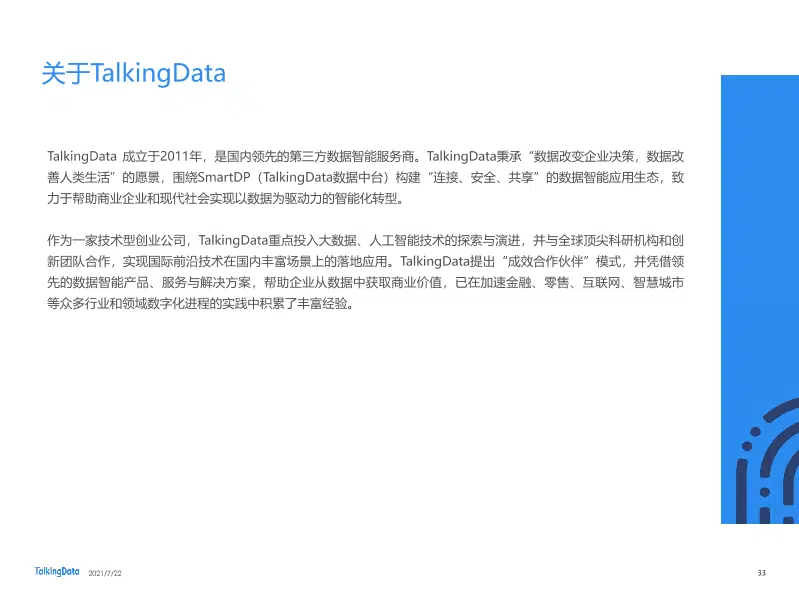 关于TalkingData
TalkingData 成立于2011年，是国内领先的第三方数据智能服务商。TalkingData秉承“数据改变企业决策，数据改
善人类生活”的愿景，围绕SmartDP（TalkingData数据中台）构建“连接、安全、共享”的数据智能应用生态，致
力于帮助商业企业和现代社会实现以数据为驱动力的智能化转型。
作为一家技术型创业公司，TalkingData重点投入大数据、人工智能技术的探索与演进，并与全球顶尖科研机构和创
新团队合作，实现国际前沿技术在国内丰富场景上的落地应用。TalkingData提出“成效合作伙伴”模式，并凭借领
先的数据智能产品、服务与解决方案，帮助企业从数据中获取商业价值，已在加速金融、零售、互联网、智慧城市
等众多行业和领域数字化进程的实践中积累了丰富经验。
TalkingData 2021/7/22 33